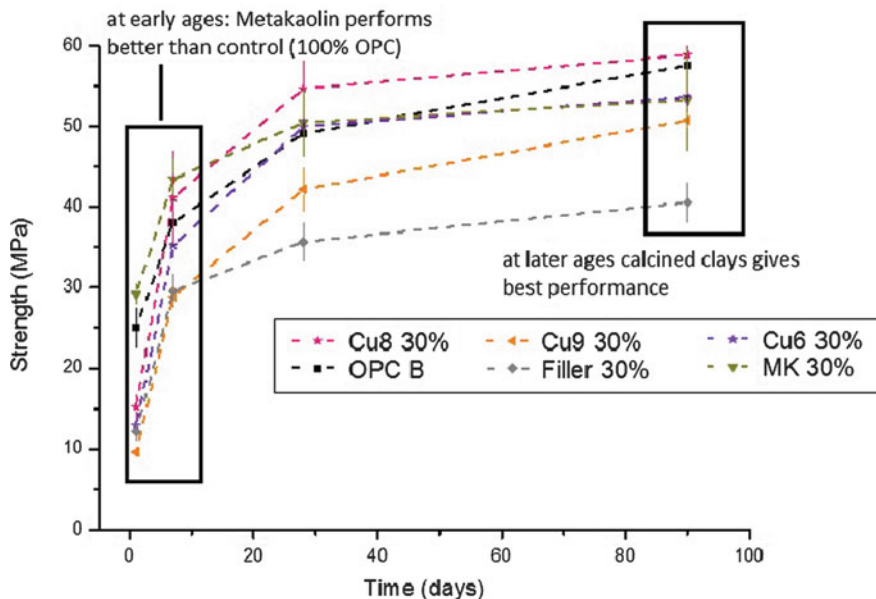 at early ages: Metakaolin performs
better than control (100% OPC)
60
50
40
30
20
10
0
Strength (MPa)
at later ages calcined clays gives
best performance
Cu8 30% Cu9 30% Cu6 30%
OPC B Filler 30% MK 30%
0 20 40 60 80 100
Time (days)